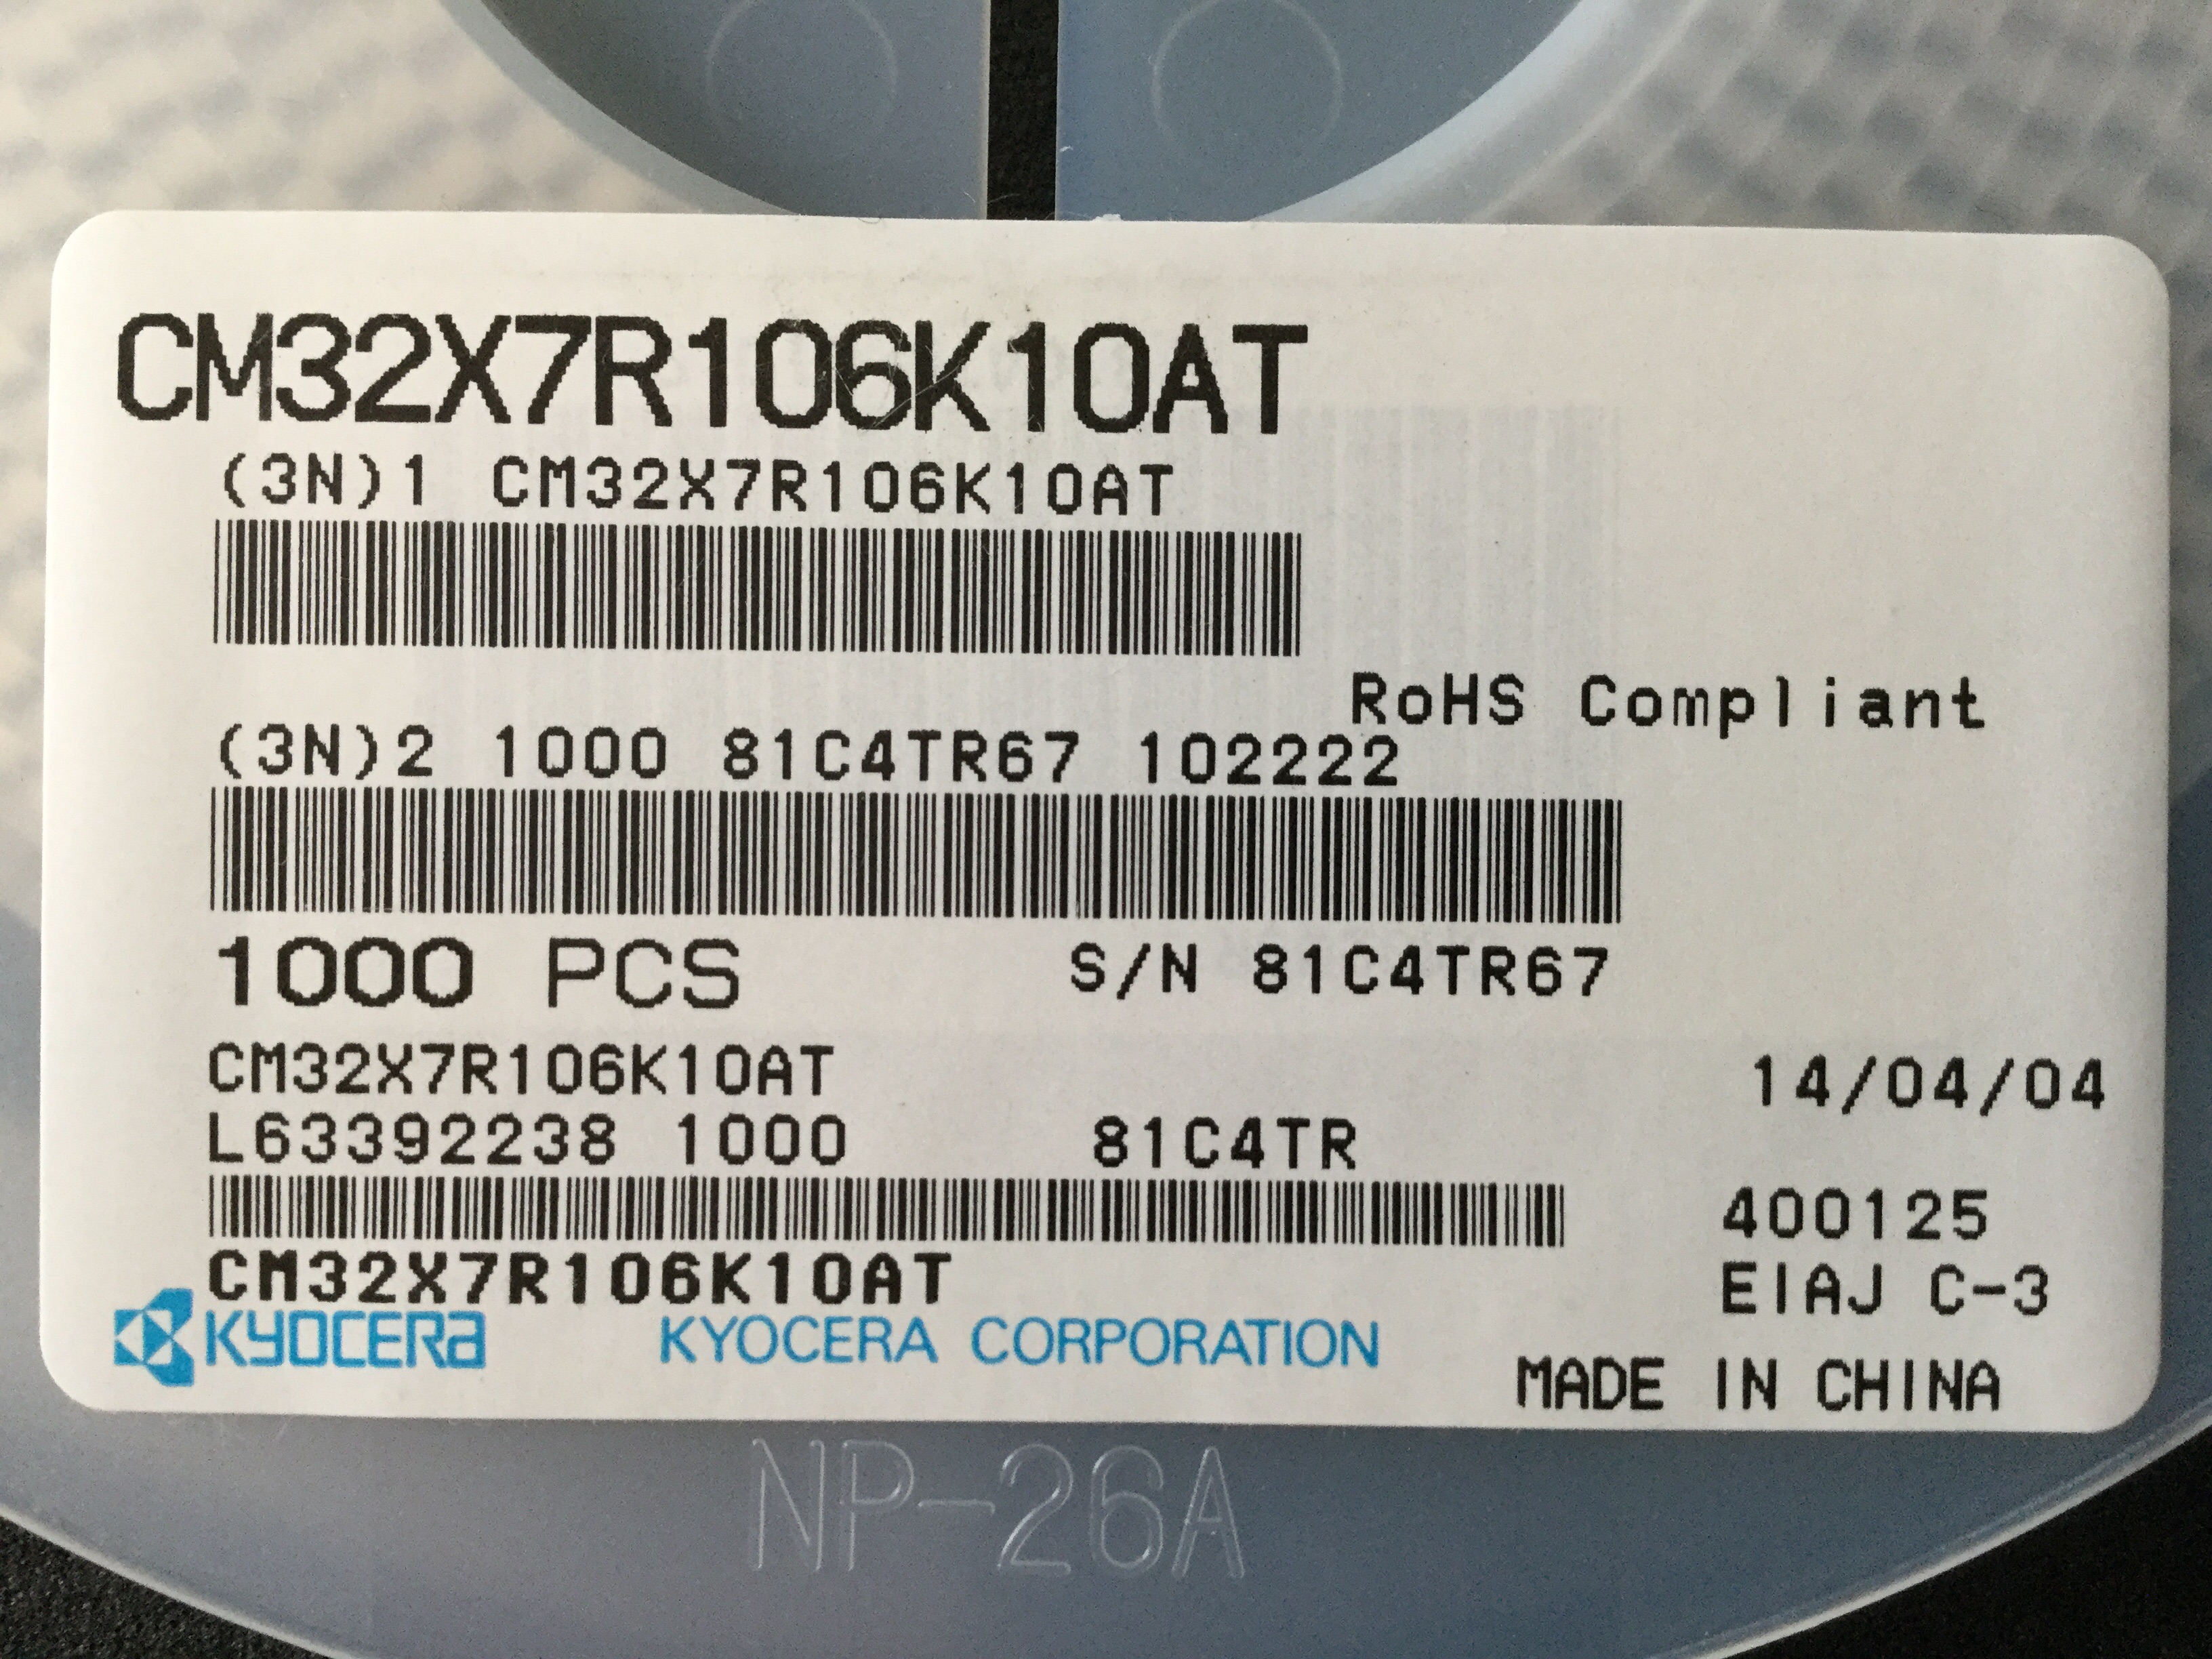 CM32X7R106K10AT
(3N)1 CM32X7R106K10AT
RoHS Compliant
(3N)2 1000 81C4TR67 102222
1000 PCS S/N 81C4TR67
CM32X7R106K10AT 14/04/04
L63392238 1000 81C4TR
400125
CM32X7R106K10AT EIAJ C-3
KYOCERA KYOCERA CORPORATION
MADE IN CHINA
NP-26A